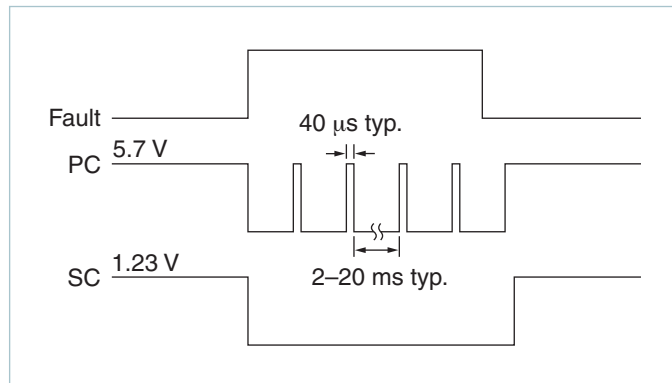 Fault
40 μs typ.
5.7 V
PC
2–20 ms typ.
1.23 V
SC